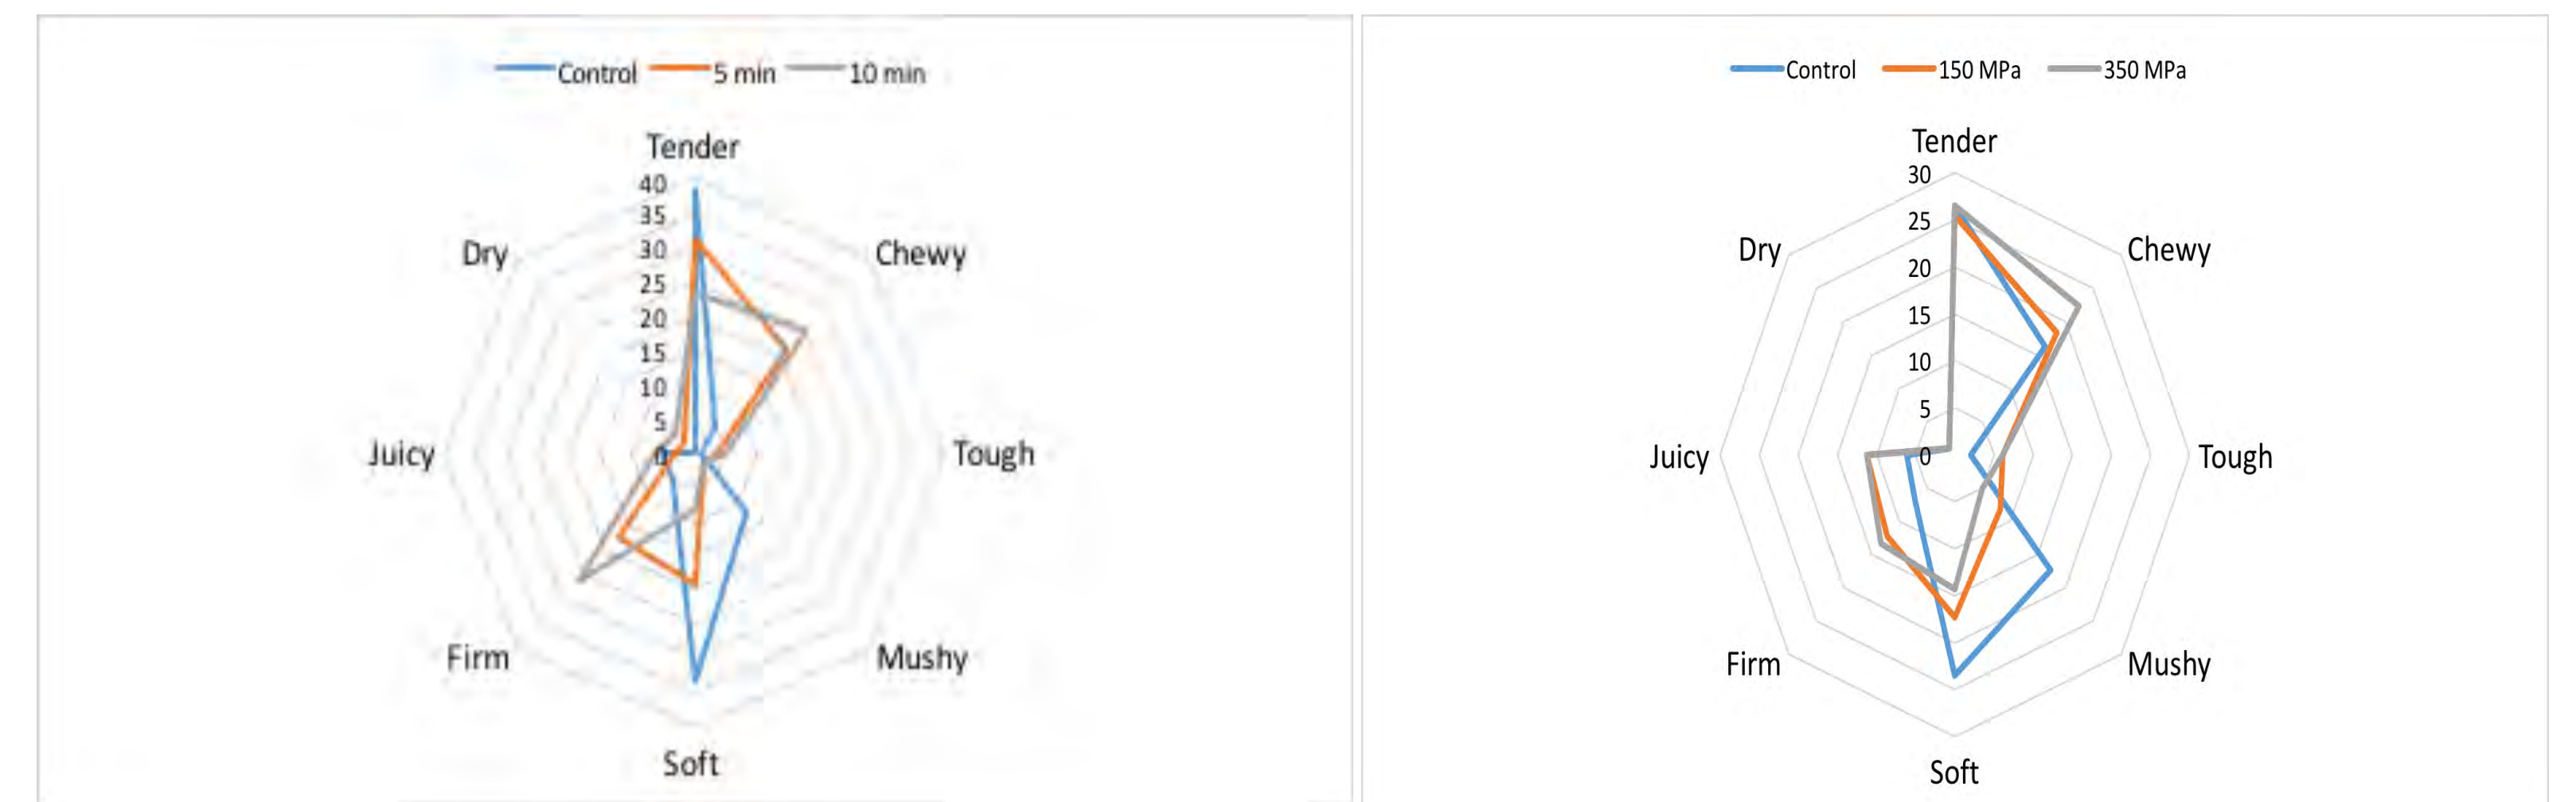 Control 5 min 10 min
Tender
40
35
30
25
20
15
10
5
0
Dry
Chewy
Juicy
Tough
Firm
Mushy
Soft
Control 150 MPa 350 MPa
Tender
30
25
20
15
10
5
0
Dry
Chewy
Juicy
Tough
Firm
Mushy
Soft